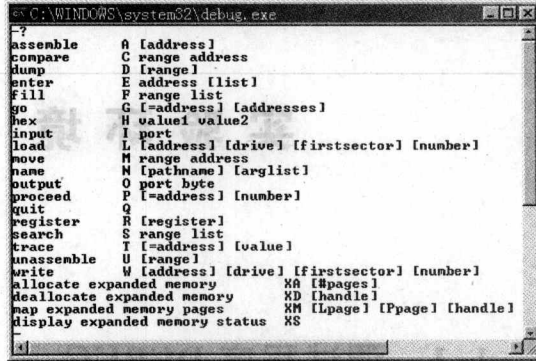 C:\WINDOWS\system32\debug.exe
-?
assemble A [address]
compare C range address
dump D [range]
enter E address [list]
fill F range list
go G [=address] [addresses]
hex H value1 value2
input I port
load L [address] [drive] [firstsector] [number]
move M range address
name N [pathname] [arglist]
output O port byte
proceed P [=address] [number]
quit Q
register R [register]
search S range list
trace T [=address] [value]
unassemble U [range]
write W [address] [drive] [firstsector] [number]
allocate expanded memory XA [#pages]
deallocate expanded memory XD [handle]
map expanded memory pages XM [Lpage] [Ppage] [handle]
display expanded memory status XS
-